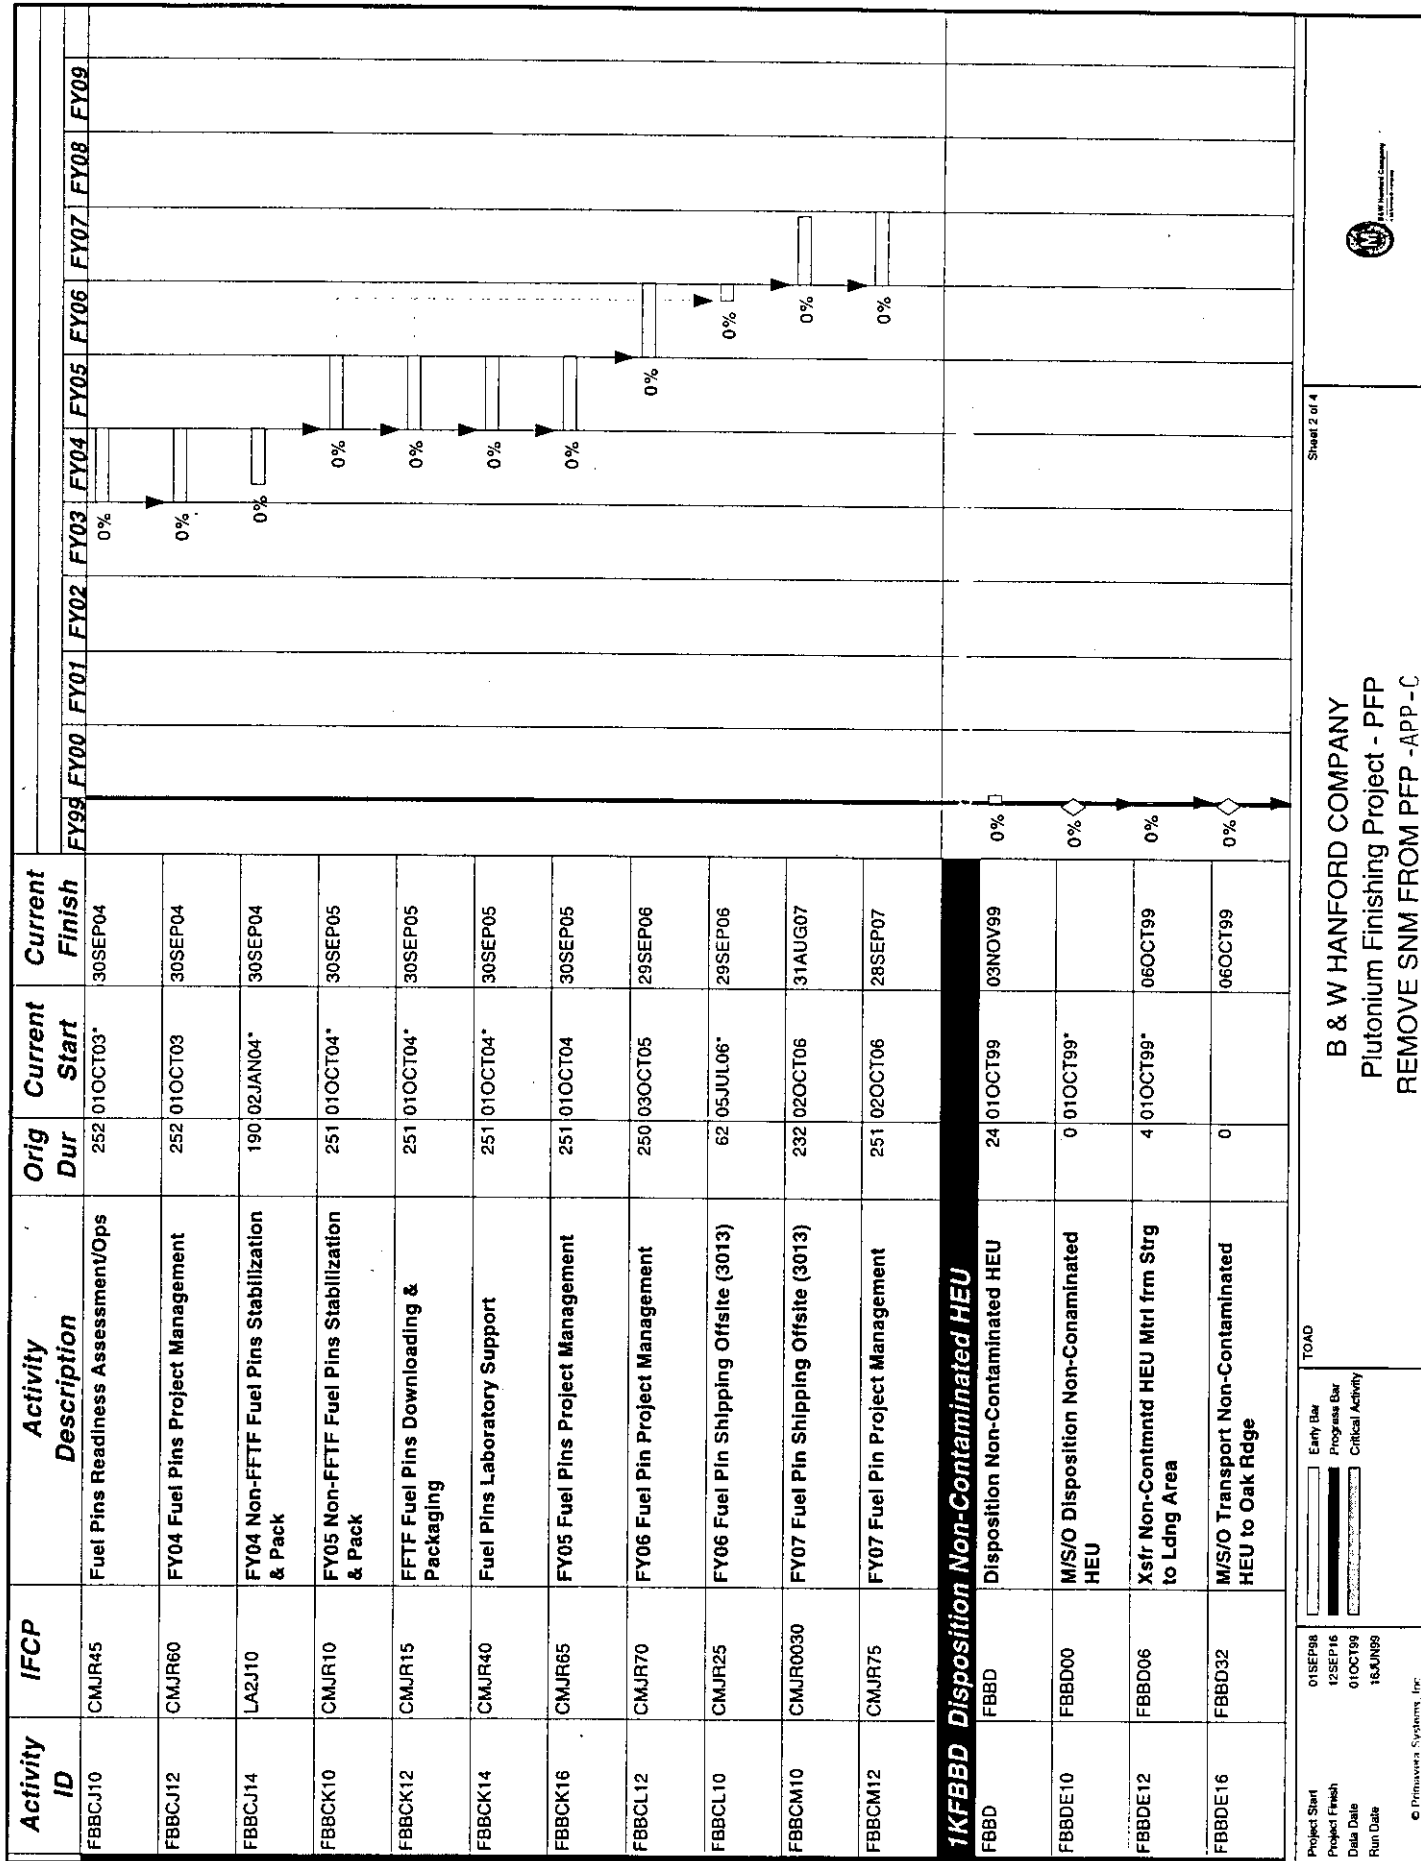 Activity ID IFCP Activity Description Orig Dur Current Start Current Finish FY99 FY00 FY01 FY02 FY03 FY04 FY05 FY06 FY07 FY08 FY09
FBBCJ10 CMJR45 Fuel Pins Readiness Assessment/Ops 252 01OCT03* 30SEP04 0%
FBBCJ12 CMJR60 FY04 Fuel Pins Project Management 252 01OCT03 30SEP04 0%
FBBCJ14 LA2J10 FY04 Non-FFTF Fuel Pins Stabilization & Pack 190 02JAN04* 30SEP04 0%
FBBCK10 CMJR10 FY05 Non-FFTF Fuel Pins Stabilization & Pack 251 01OCT04* 30SEP05 0%
FBBCK12 CMJR15 FFTF Fuel Pins Downloading & Packaging 251 01OCT04* 30SEP05 0%
FBBCK14 CMJR40 Fuel Pins Laboratory Support 251 01OCT04* 30SEP05 0%
FBBCK16 CMJR65 FY05 Fuel Pins Project Management 251 01OCT04 30SEP05 0%
FBBCL12 CMJR70 FY06 Fuel Pin Project Management 250 03OCT05 29SEP06 0%
FBBCL10 CMJR25 FY06 Fuel Pin Shipping Offsite (3013) 62 05JUL06* 29SEP06 0%
FBBCM10 CMJR0030 FY07 Fuel Pin Shipping Offsite (3013) 232 02OCT06 31AUG07 0%
FBBCM12 CMJR75 FY07 Fuel Pin Project Management 251 02OCT06 28SEP07 0%
1KFBBD Disposition Non-Contaminated HEU
FBBD FBBD Disposition Non-Contaminated HEU 24 01OCT99 03NOV99 0%
FBBDE10 FBBD00 M/S/O Disposition Non-Conaminated HEU 0 01OCT99* 0%
FBBDE12 FBBD06 Xsfr Non-Contmntd HEU Mtrl frm Strg to Ldng Area 4 01OCT99* 06OCT99 0%
FBBDE16 FBBD32 M/S/O Transport Non-Contaminated HEU to Oak Rdge 0 06OCT99 0%
Project Start 01SEP98
Project Finish 12SEP16
Data Date 01OCT99
Run Date 16JUN99
© Primavera Systems, Inc.
Early Bar
Progress Bar
Critical Activity
TOAD
Sheet 2 of 4
B & W HANFORD COMPANY
Plutonium Finishing Project - PFP
REMOVE SNM FROM PFP -APP-C
B&W Hanford Company